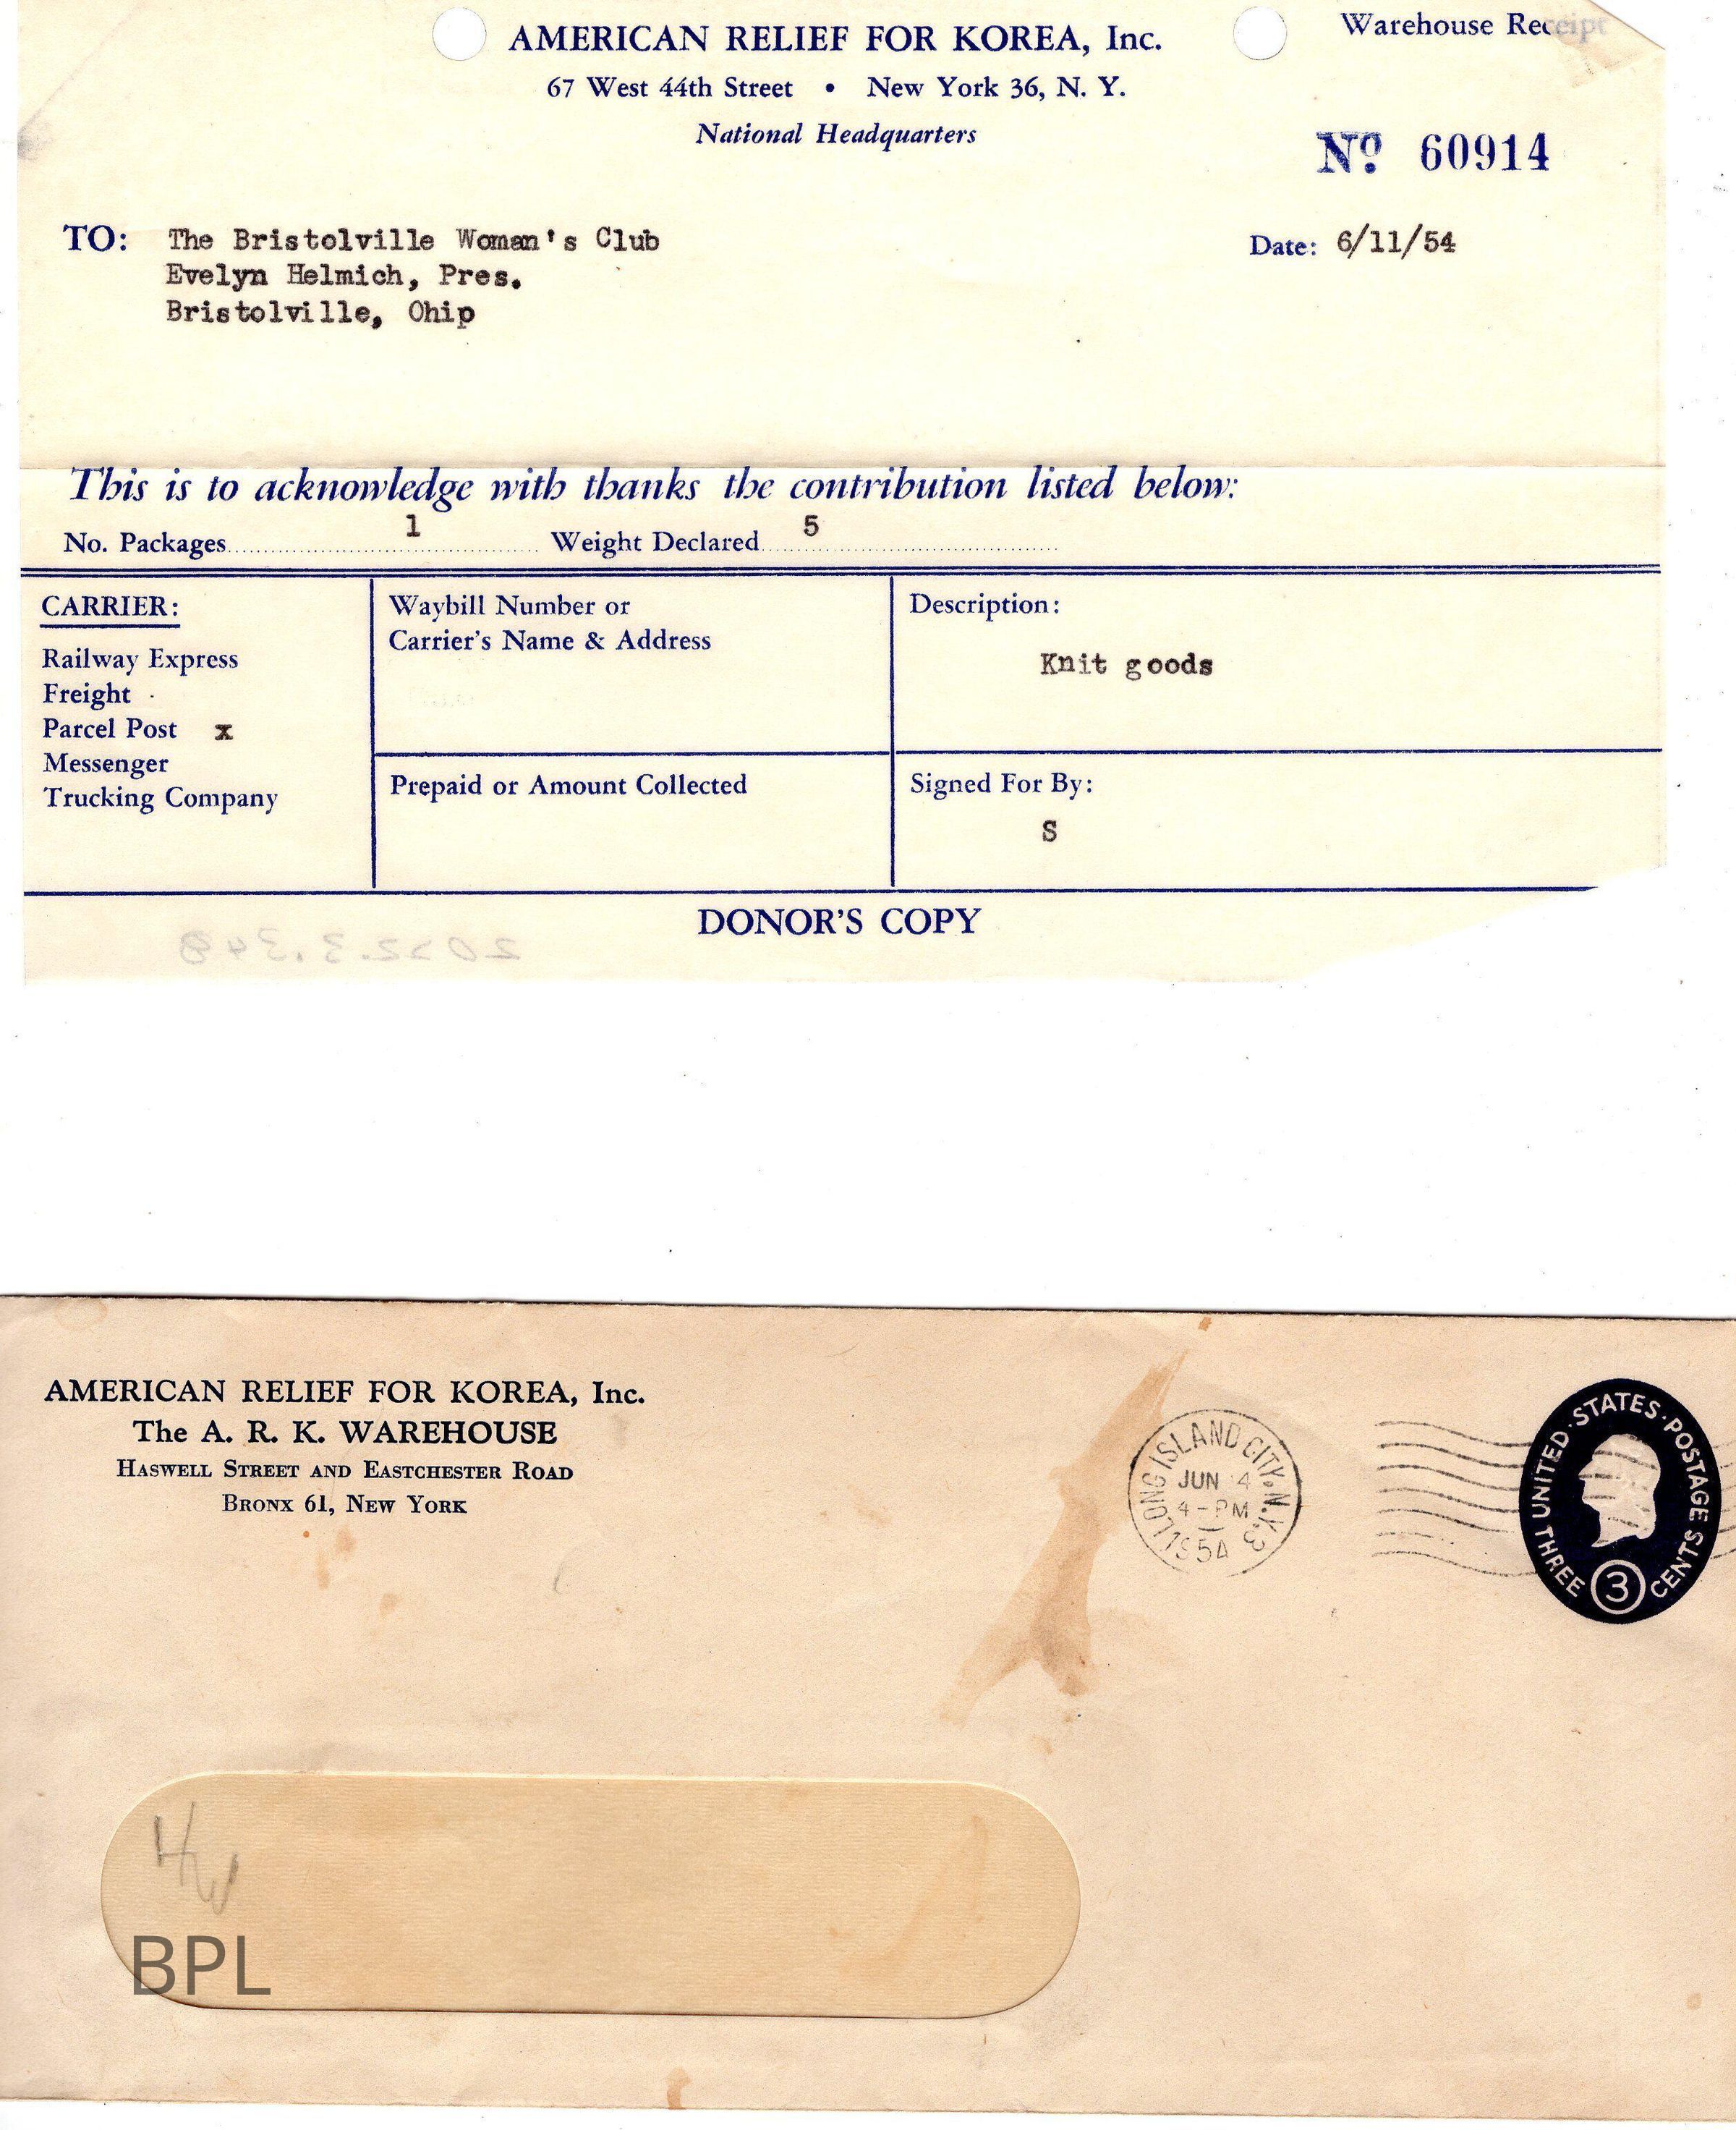 AMERICAN RELIEF FOR KOREA, Inc.
Warehouse Receipt
67 West 44th Street • New York 36, N. Y.
National Headquarters
No. 60914
TO: The Bristolville Woman's Club
Date: 6/11/54
Evelyn Helmich, Pres.
Bristolville, Ohip
This is to acknowledge with thanks the contribution listed below:
No. Packages 1 Weight Declared 5
CARRIER:
Railway Express
Freight
Parcel Post x
Messenger
Trucking Company
Waybill Number or
Carrier's Name & Address
Prepaid or Amount Collected
Description:
Knit goods
Signed For By:
S
DONOR'S COPY
2022.3.348
AMERICAN RELIEF FOR KOREA, Inc.
The A. R. K. WAREHOUSE
HASWELL STREET AND EASTCHESTER ROAD
BRONX 61, NEW YORK
LONG ISLAND CITY, N.Y. 3
JUN 4
4-PM
1954
UNITED·STATES·POSTAGE
THREE 3 CENTS
BPL